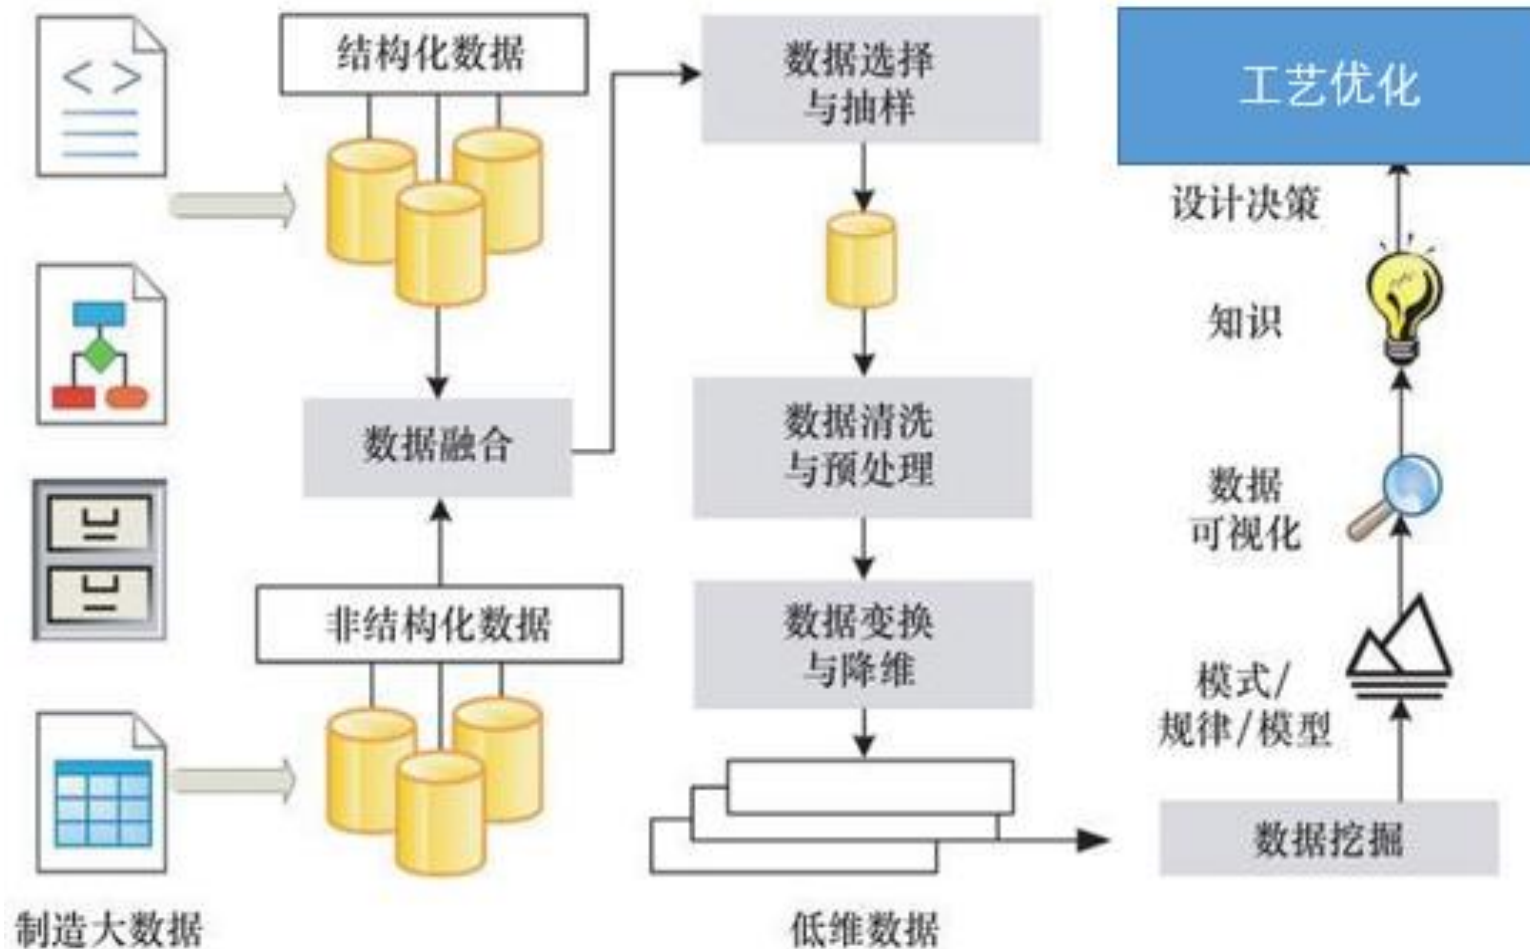 结构化数据
数据融合
非结构化数据
制造大数据
数据选择
与抽样
数据清洗
与预处理
数据变换
与降维
低维数据
工艺优化
设计决策
知识
数据
可视化
模式/
规律/模型
数据挖掘